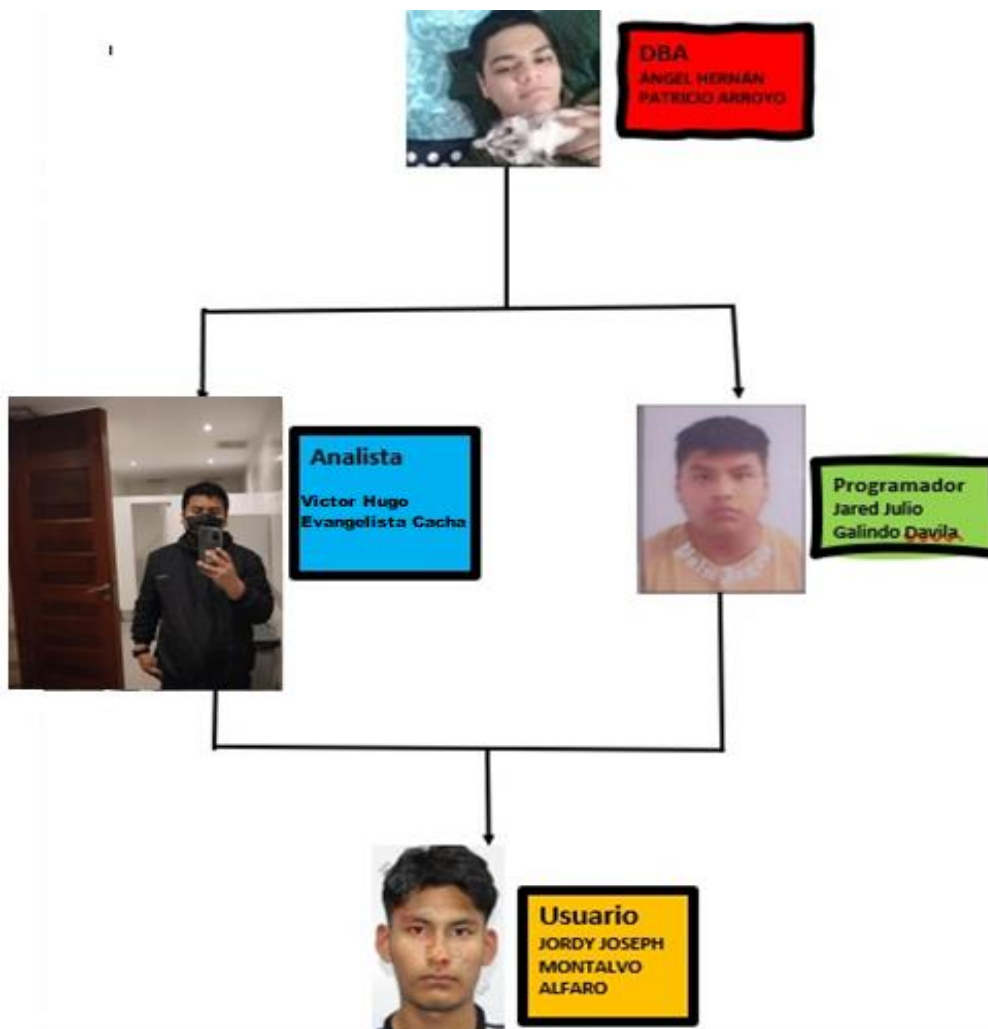 DBA
ÁNGEL HERNÁN
PATRICIO ARROYO
Analista
Victor Hugo
Evangelista Cacha
Programador
Jared Julio
Galindo Davila
Usuario
JORDY JOSEPH
MONTALVO
ALFARO